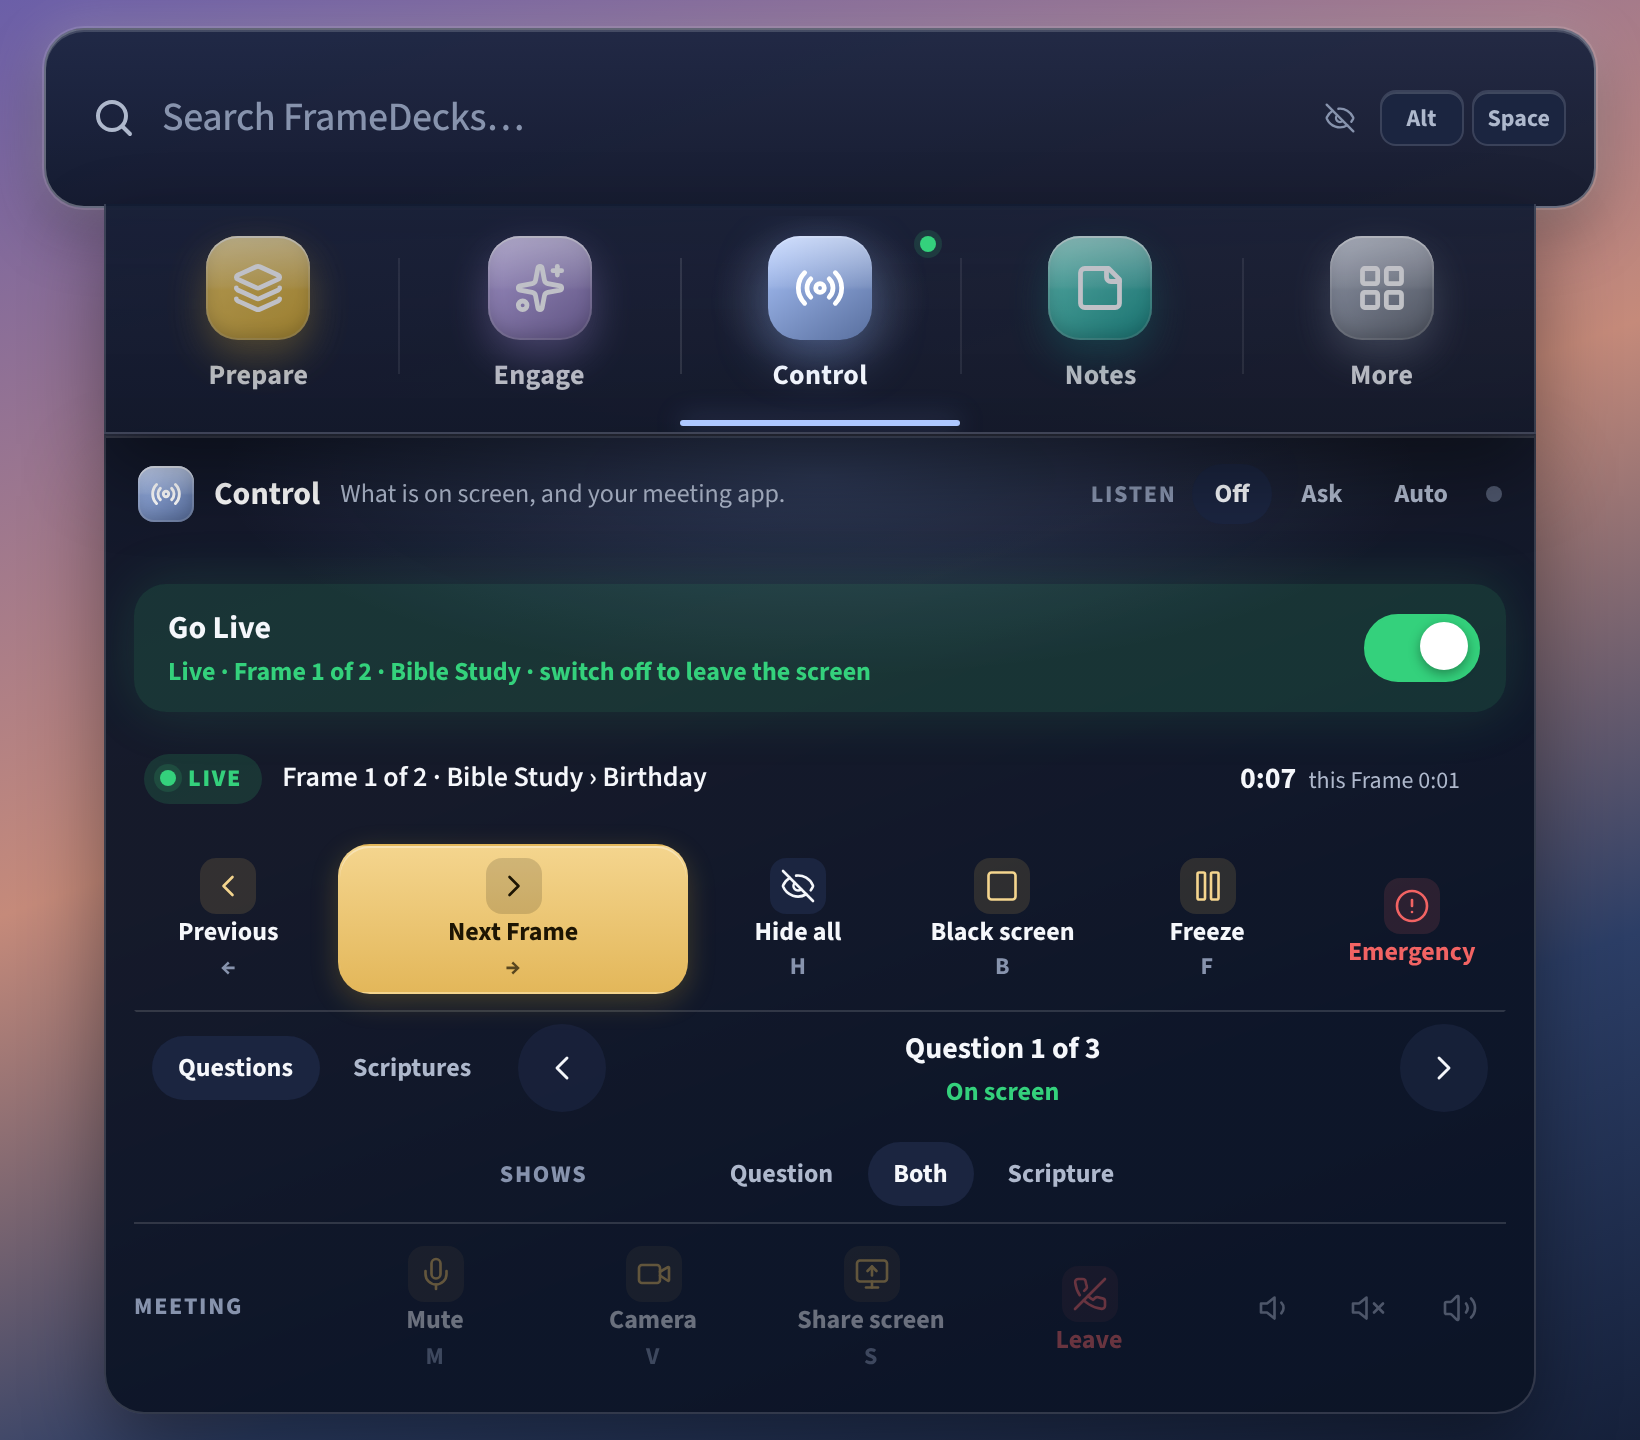 Search FrameDecks...
Alt
Space
Prepare
Engage
Control
Notes
More
Control What is on screen, and your meeting app.
LISTEN Off Ask Auto
Go Live
Live · Frame 1 of 2 · Bible Study · switch off to leave the screen
LIVE Frame 1 of 2 · Bible Study › Birthday
0:07 this Frame 0:01
Previous
←
Next Frame
→
Hide all
H
Black screen
B
Freeze
F
Emergency
Questions
Scriptures
Question 1 of 3
On screen
SHOWS
Question
Both
Scripture
MEETING
Mute
M
Camera
V
Share screen
S
Leave